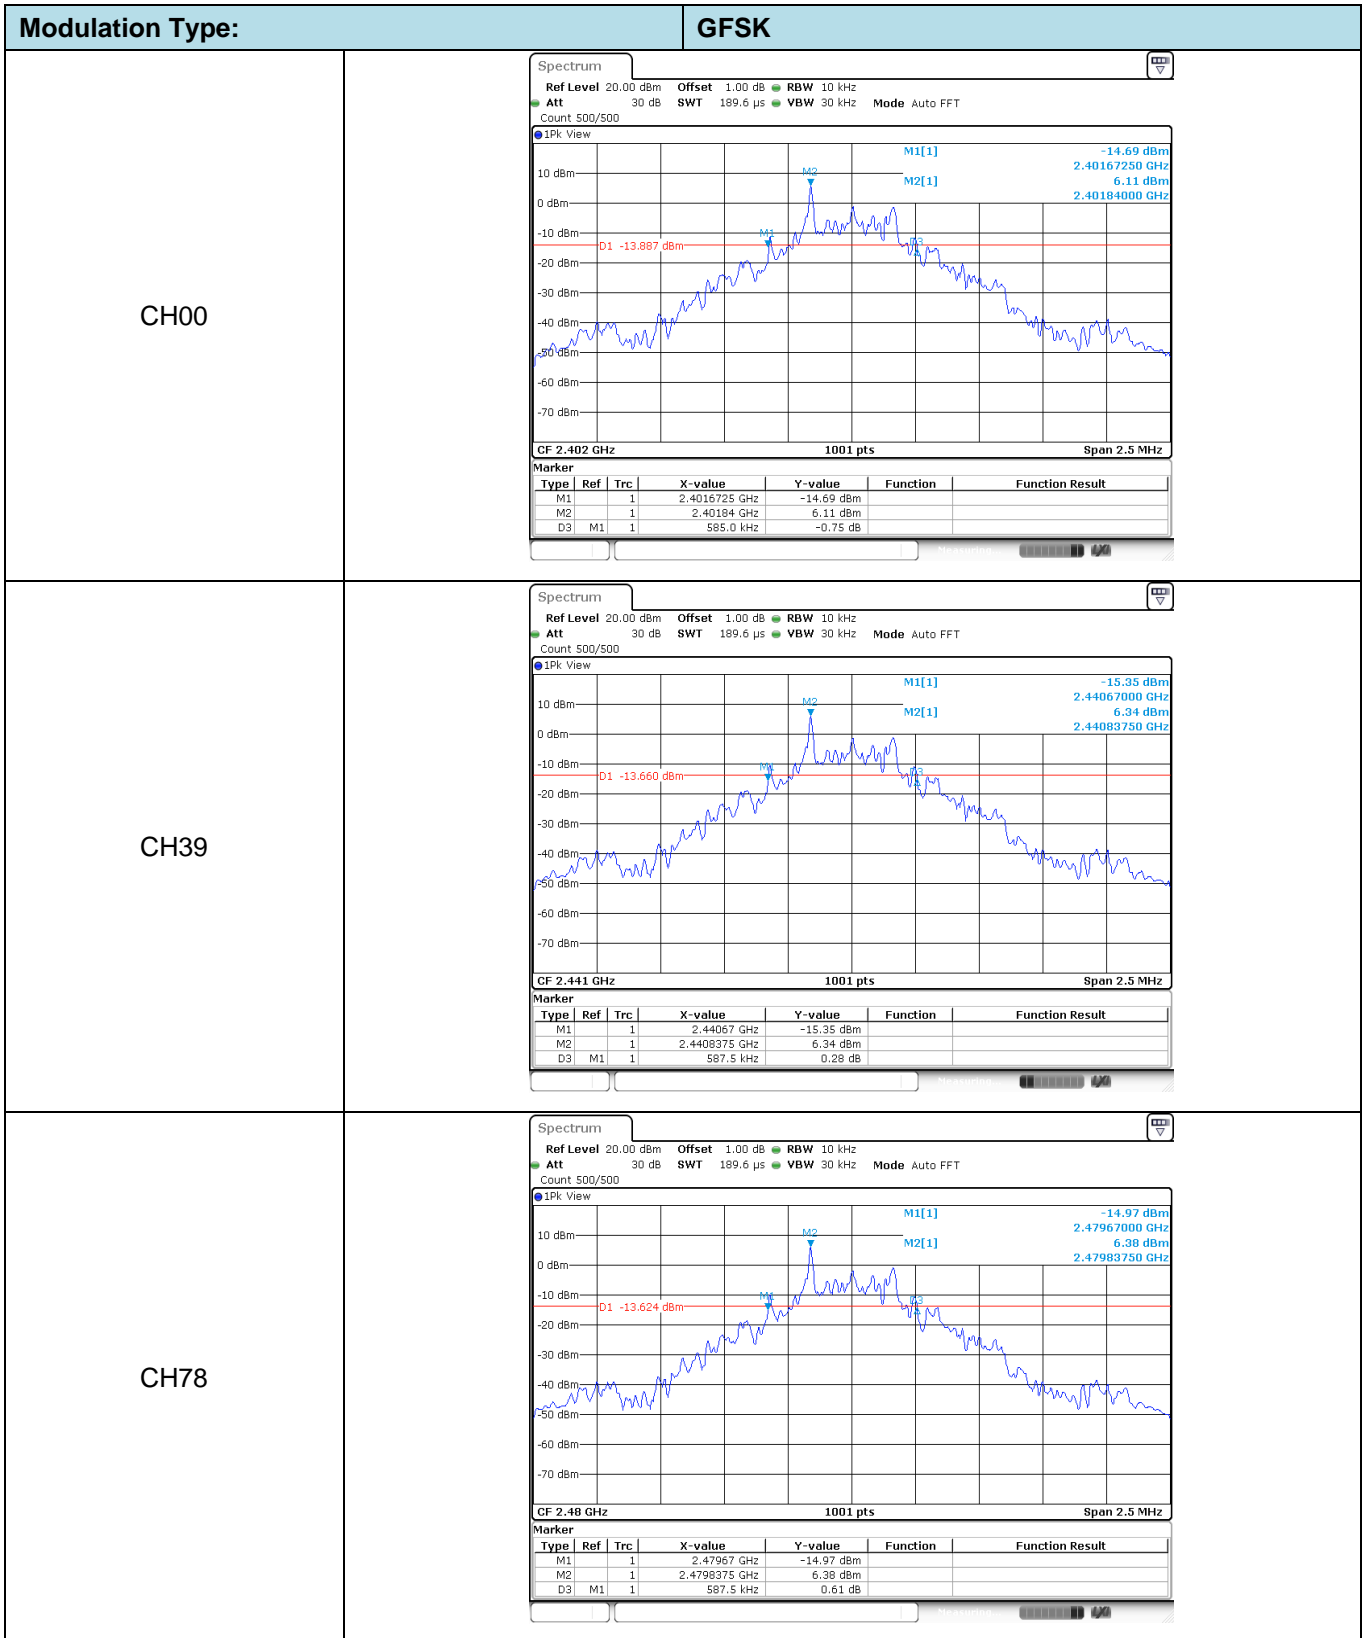 Modulation Type: GFSK
CH00
Spectrum
Ref Level 20.00 dBm Offset 1.00 dB RBW 10 kHz
Att 30 dB SWT 189.6 µs VBW 30 kHz Mode Auto FFT
Count 500/500
1Pk View
M1[1] -14.69 dBm
2.40167250 GHz
M2[1] 6.11 dBm
2.40184000 GHz
M2
10 dBm
0 dBm
-10 dBm
M1
D1 -13.887 dBm
D3
-20 dBm
-30 dBm
-40 dBm
-50 dBm
-60 dBm
-70 dBm
CF 2.402 GHz 1001 pts Span 2.5 MHz
Marker
Type Ref Trc X-value Y-value Function Function Result
M1 1 2.4016725 GHz -14.69 dBm
M2 1 2.40184 GHz 6.11 dBm
D3 M1 1 585.0 kHz -0.75 dB
Measuring...
CH39
Spectrum
Ref Level 20.00 dBm Offset 1.00 dB RBW 10 kHz
Att 30 dB SWT 189.6 µs VBW 30 kHz Mode Auto FFT
Count 500/500
1Pk View
M1[1] -15.35 dBm
2.44067000 GHz
M2[1] 6.34 dBm
2.44083750 GHz
M2
10 dBm
0 dBm
-10 dBm
M1
D1 -13.660 dBm
D3
-20 dBm
-30 dBm
-40 dBm
-50 dBm
-60 dBm
-70 dBm
CF 2.441 GHz 1001 pts Span 2.5 MHz
Marker
Type Ref Trc X-value Y-value Function Function Result
M1 1 2.44067 GHz -15.35 dBm
M2 1 2.4408375 GHz 6.34 dBm
D3 M1 1 587.5 kHz 0.28 dB
Measuring...
CH78
Spectrum
Ref Level 20.00 dBm Offset 1.00 dB RBW 10 kHz
Att 30 dB SWT 189.6 µs VBW 30 kHz Mode Auto FFT
Count 500/500
1Pk View
M1[1] -14.97 dBm
2.47967000 GHz
M2[1] 6.38 dBm
2.47983750 GHz
M2
10 dBm
0 dBm
-10 dBm
M1
D1 -13.624 dBm
D3
-20 dBm
-30 dBm
-40 dBm
-50 dBm
-60 dBm
-70 dBm
CF 2.48 GHz 1001 pts Span 2.5 MHz
Marker
Type Ref Trc X-value Y-value Function Function Result
M1 1 2.47967 GHz -14.97 dBm
M2 1 2.4798375 GHz 6.38 dBm
D3 M1 1 587.5 kHz 0.61 dB
Measuring...